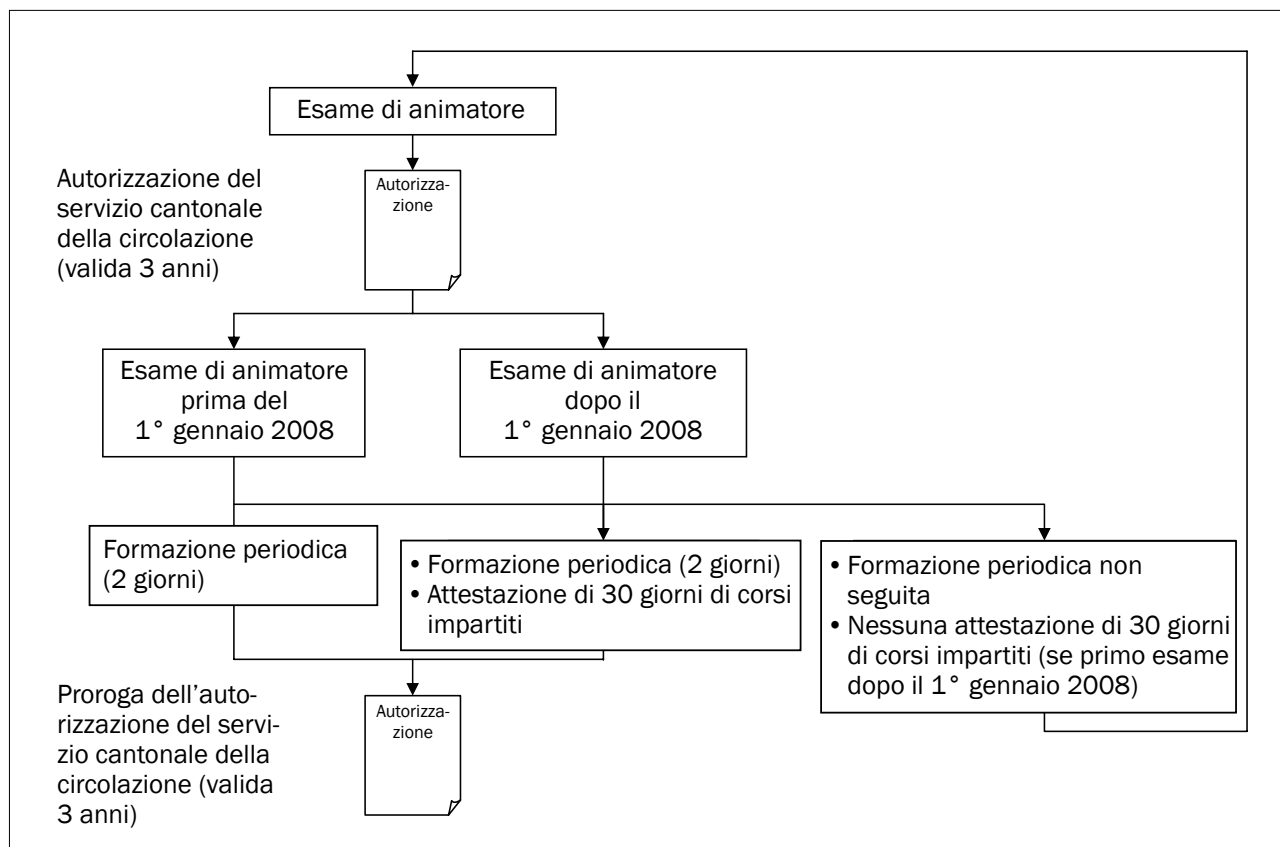 Esame di animatore
Autorizzazione del
servizio cantonale
della circolazione
(valida 3 anni)
Autorizza-
zione
Esame di animatore
prima del
1° gennaio 2008
Esame di animatore
dopo il
1° gennaio 2008
Formazione periodica
(2 giorni)
• Formazione periodica (2 giorni)
• Attestazione di 30 giorni di corsi
impartiti
• Formazione periodica non
seguita
• Nessuna attestazione di 30 giorni
di corsi impartiti (se primo esame
dopo il 1° gennaio 2008)
Proroga dell'auto-
rizzazione del servi-
zio cantonale della
circolazione (valida
3 anni)
Autorizza-
zione